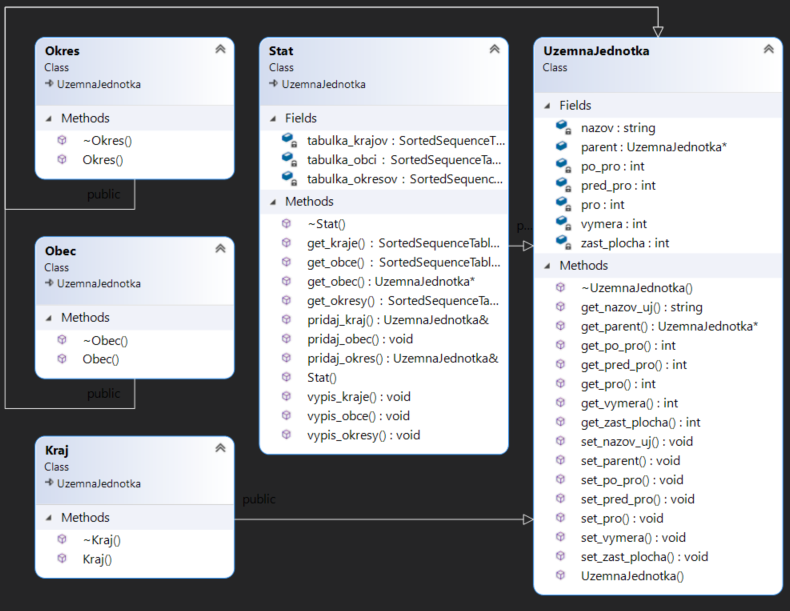 Okres
Class
UzemnaJednotka
Methods
~Okres()
Okres()
public
Obec
Class
UzemnaJednotka
Methods
~Obec()
Obec()
public
Kraj
Class
UzemnaJednotka
Methods
~Kraj()
Kraj()
public
Stat
Class
UzemnaJednotka
Fields
tabulka_krajov : SortedSequenceT...
tabulka_obci : SortedSequenceTa...
tabulka_okresov : SortedSequenc...
Methods
~Stat()
get_kraje() : SortedSequenceTabl...
get_obce() : SortedSequenceTabl...
get_obec() : UzemnaJednotka*
get_okresy() : SortedSequenceTa...
pridaj_kraj() : UzemnaJednotka&
pridaj_obec() : void
pridaj_okres() : UzemnaJednotka&
Stat()
vypis_kraje() : void
vypis_obce() : void
vypis_okresy() : void
p...
UzemnaJednotka
Class
Fields
nazov : string
parent : UzemnaJednotka*
po_pro : int
pred_pro : int
pro : int
vymera : int
zast_plocha : int
Methods
~UzemnaJednotka()
get_nazov_uj() : string
get_parent() : UzemnaJednotka*
get_po_pro() : int
get_pred_pro() : int
get_pro() : int
get_vymera() : int
get_zast_plocha() : int
set_nazov_uj() : void
set_parent() : void
set_po_pro() : void
set_pred_pro() : void
set_pro() : void
set_vymera() : void
set_zast_plocha() : void
UzemnaJednotka()